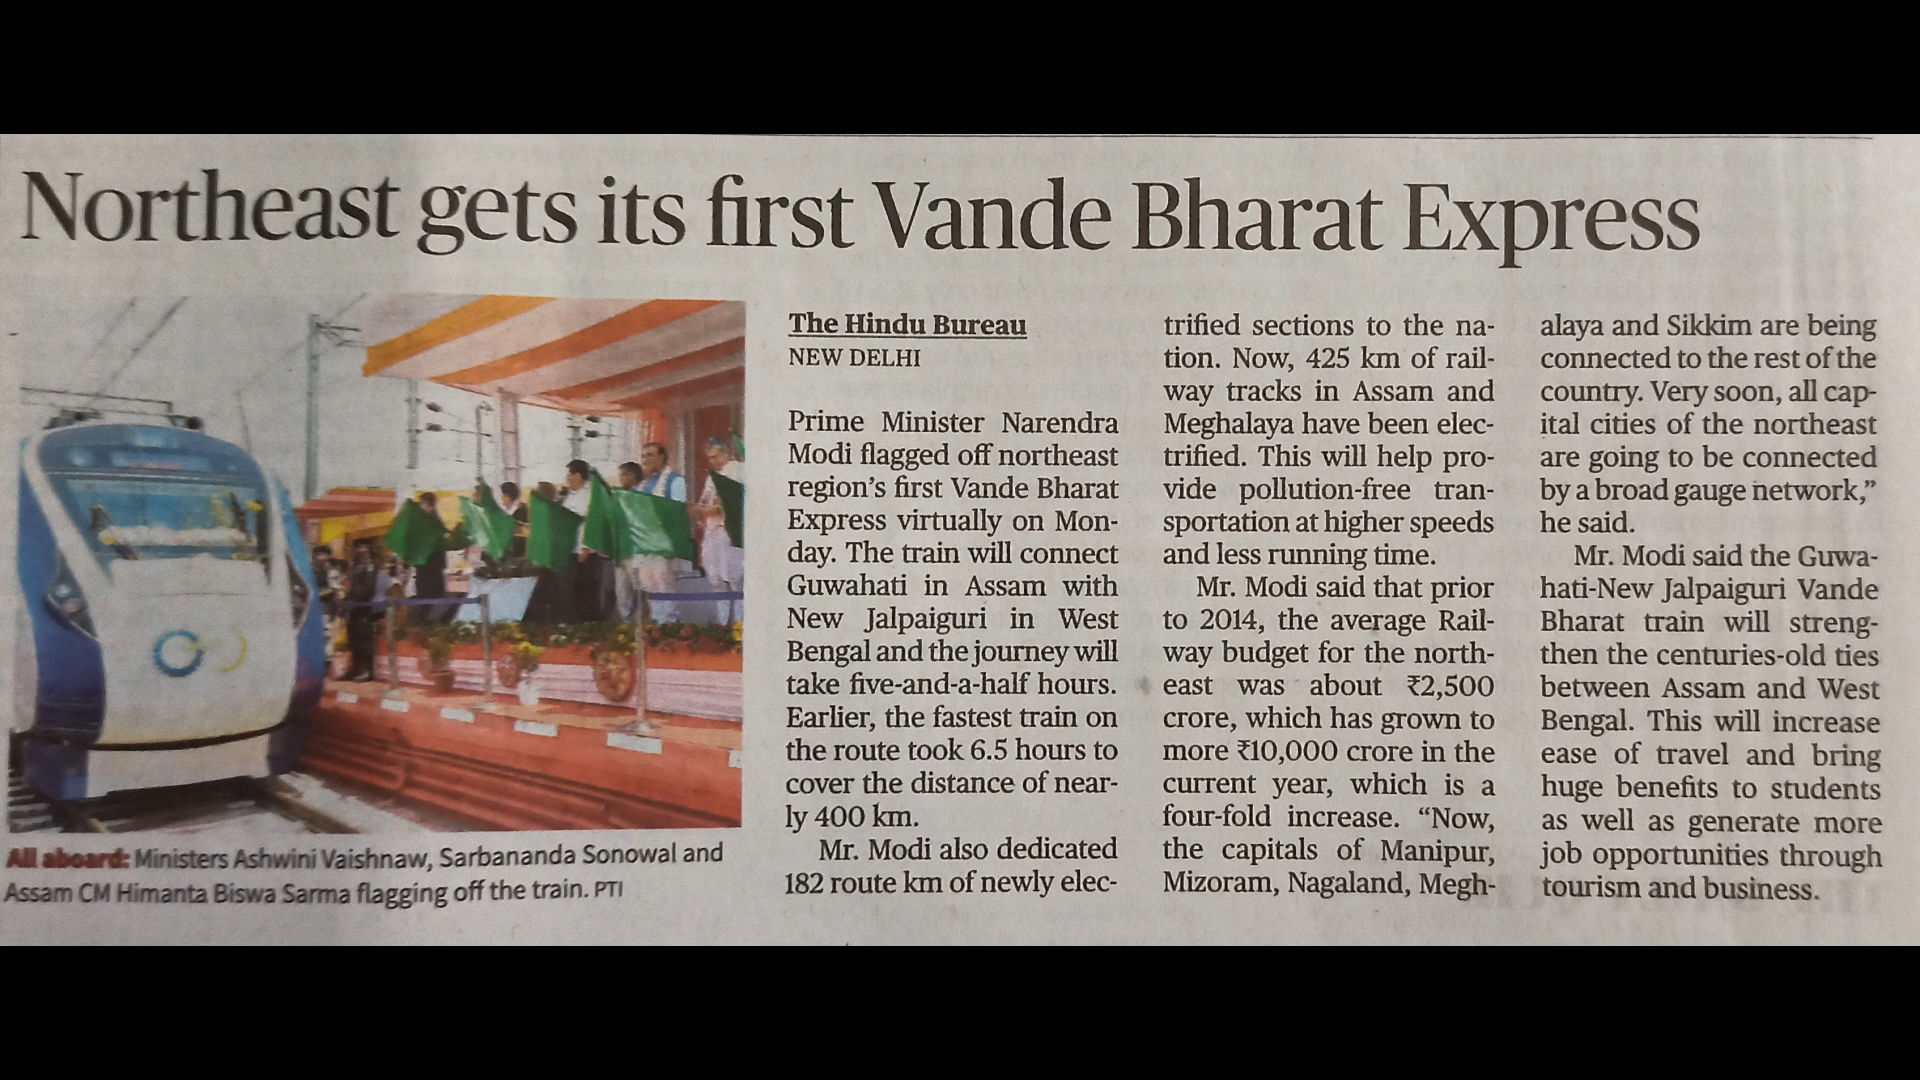 Northeast gets its first Vande Bharat Express
All aboard: Ministers Ashwini Vaishnaw, Sarbananda Sonowal and
Assam CM Himanta Biswa Sarma flagging off the train. PTI
The Hindu Bureau
NEW DELHI
Prime Minister Narendra
Modi flagged off northeast
region's first Vande Bharat
Express virtually on Mon-
day. The train will connect
Guwahati in Assam with
New Jalpaiguri in West
Bengal and the journey will
take five-and-a-half hours.
Earlier, the fastest train on
the route took 6.5 hours to
cover the distance of near-
ly 400 km.
Mr. Modi also dedicated
182 route km of newly elec-
trified sections to the na-
tion. Now, 425 km of rail-
way tracks in Assam and
Meghalaya have been elec-
trified. This will help pro-
vide pollution-free tran-
sportation at higher speeds
and less running time.
Mr. Modi said that prior
to 2014, the average Rail-
way budget for the north-
east was about ₹2,500
crore, which has grown to
more ₹10,000 crore in the
current year, which is a
four-fold increase. “Now,
the capitals of Manipur,
Mizoram, Nagaland, Megh-
alaya and Sikkim are being
connected to the rest of the
country. Very soon, all cap-
ital cities of the northeast
are going to be connected
by a broad gauge network,”
he said.
Mr. Modi said the Guwa-
hati-New Jalpaiguri Vande
Bharat train will streng-
then the centuries-old ties
between Assam and West
Bengal. This will increase
ease of travel and bring
huge benefits to students
as well as generate more
job opportunities through
tourism and business.